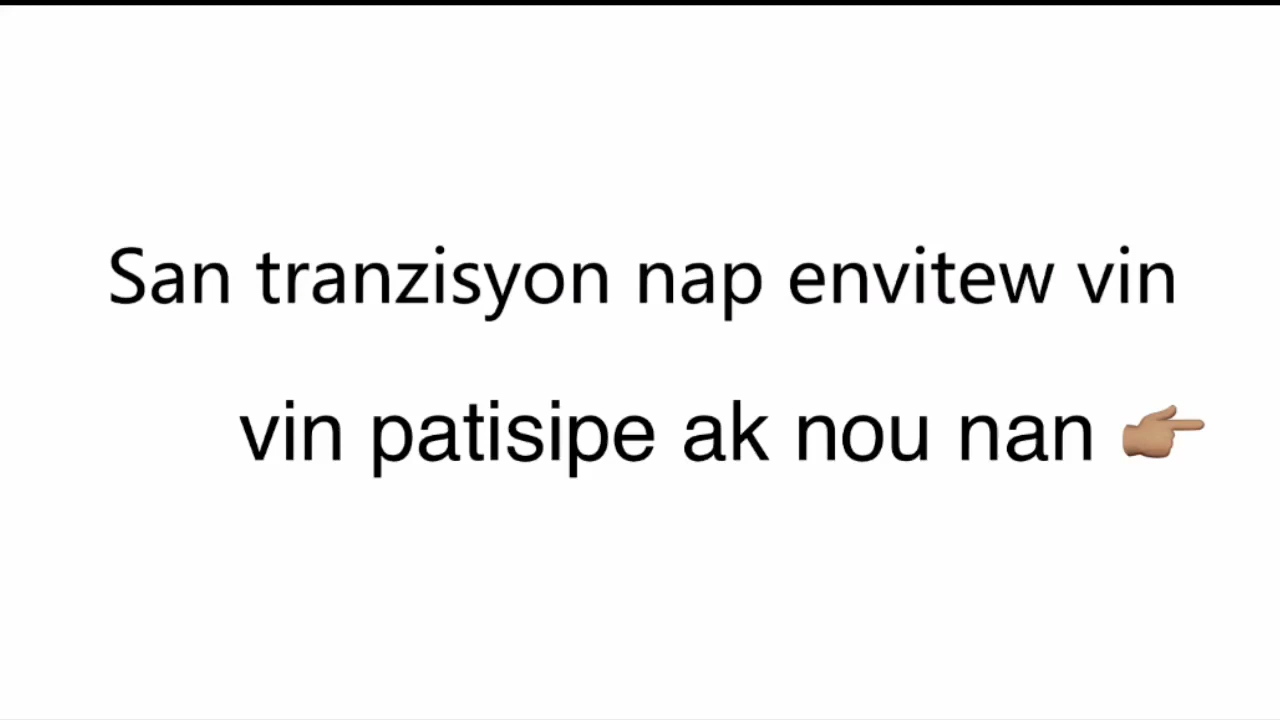 San tranzisyon nap envitew vin
vin patisipe ak nou nan 👉🏽